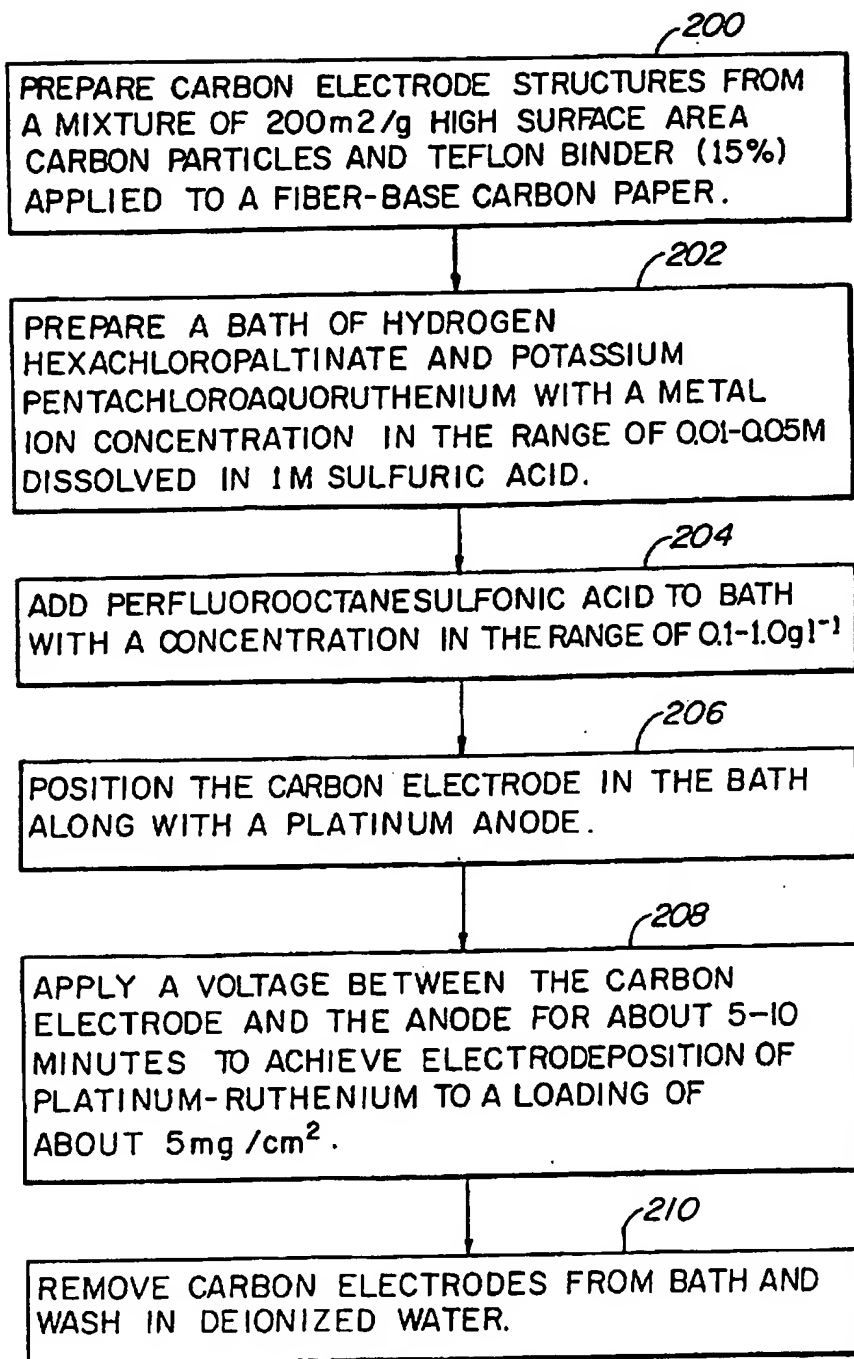 200
PREPARE CARBON ELECTRODE STRUCTURES FROM
A MIXTURE OF 200m2/g HIGH SURFACE AREA
CARBON PARTICLES AND TEFLON BINDER (15%)
APPLIED TO A FIBER-BASE CARBON PAPER.
202
PREPARE A BATH OF HYDROGEN
HEXACHLOROPALTINATE AND POTASSIUM
PENTACHLOROAQUORUTHENIUM WITH A METAL
ION CONCENTRATION IN THE RANGE OF 0.01-0.05M
DISSOLVED IN 1M SULFURIC ACID.
204
ADD PERFLUOROOCTANESULFONIC ACID TO BATH
WITH A CONCENTRATION IN THE RANGE OF 0.1-1.0gl⁻¹
206
POSITION THE CARBON ELECTRODE IN THE BATH
ALONG WITH A PLATINUM ANODE.
208
APPLY A VOLTAGE BETWEEN THE CARBON
ELECTRODE AND THE ANODE FOR ABOUT 5-10
MINUTES TO ACHIEVE ELECTRODEPOSITION OF
PLATINUM-RUTHENIUM TO A LOADING OF
ABOUT 5mg/cm².
210
REMOVE CARBON ELECTRODES FROM BATH AND
WASH IN DEIONIZED WATER.